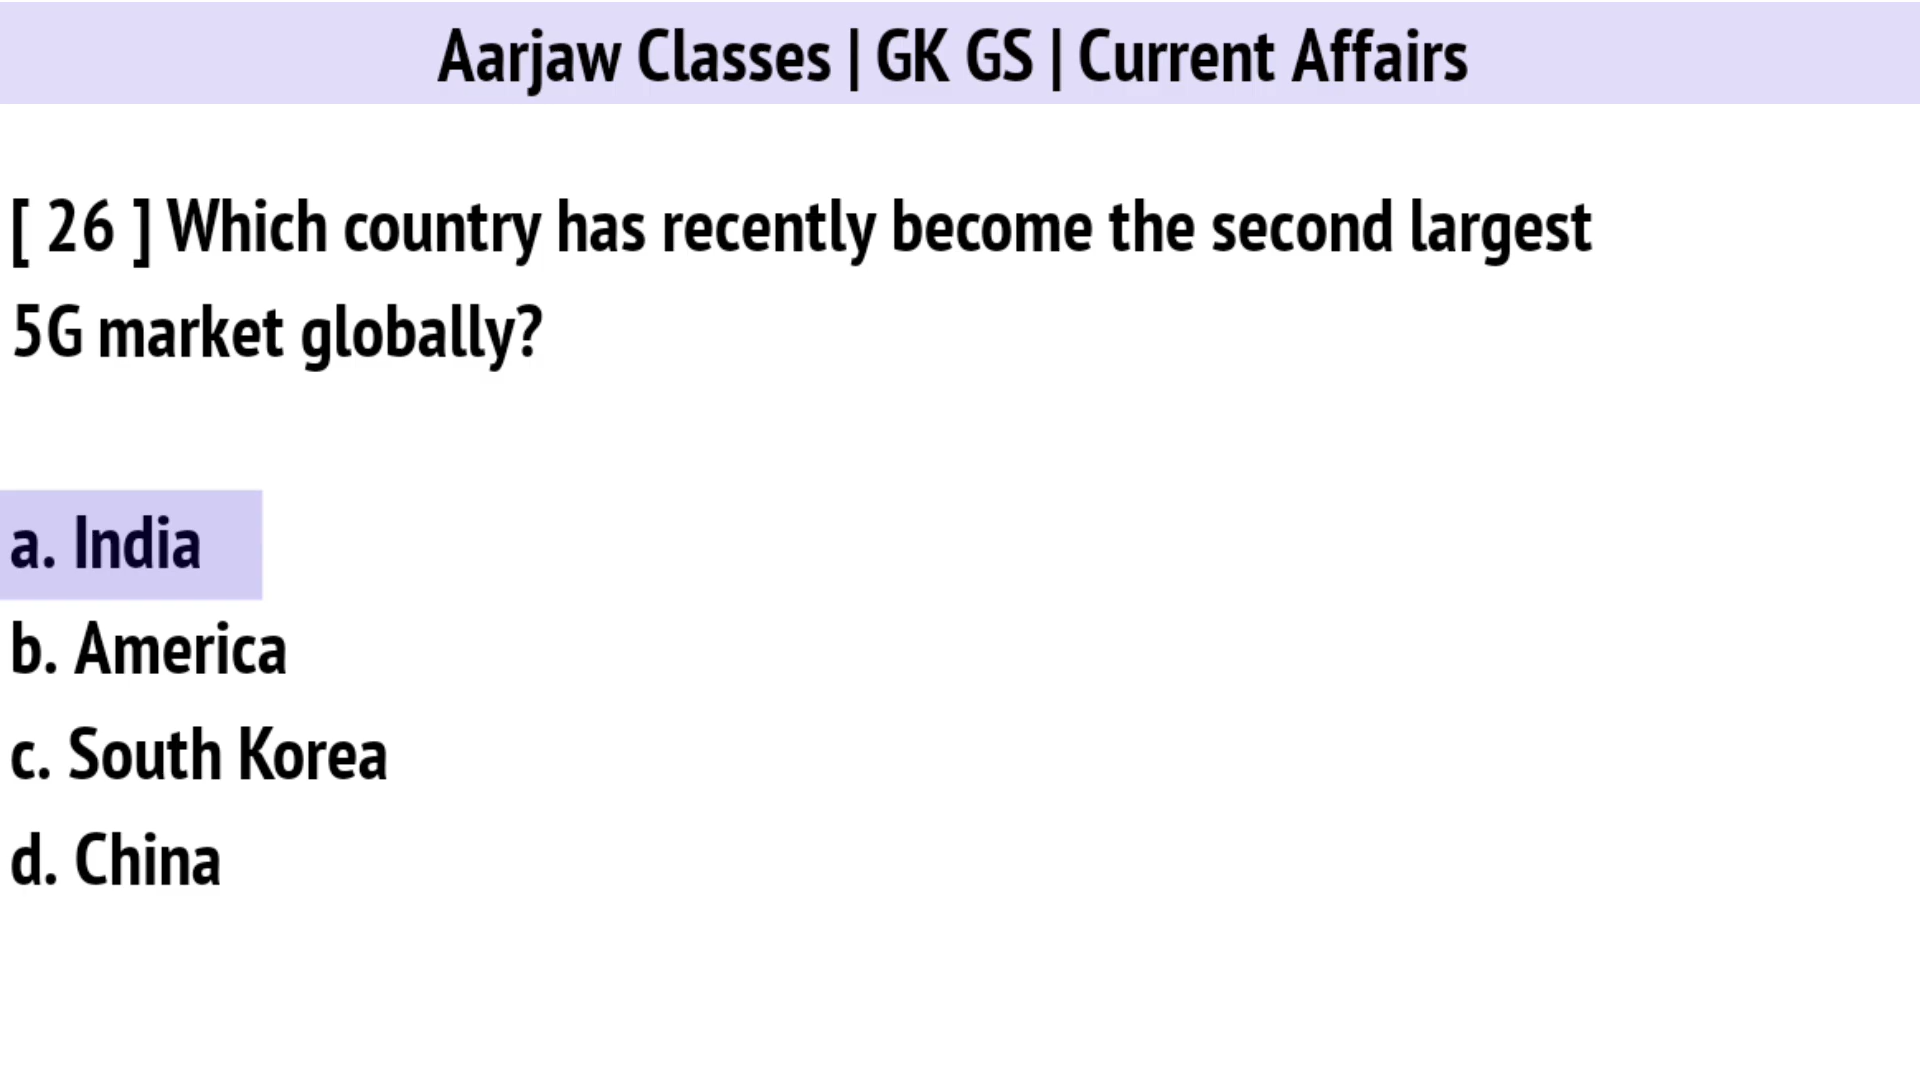 Aarjaw Classes | GK GS | Current Affairs
[ 26 ] Which country has recently become the second largest
5G market globally?
a. India
b. America
c. South Korea
d. China